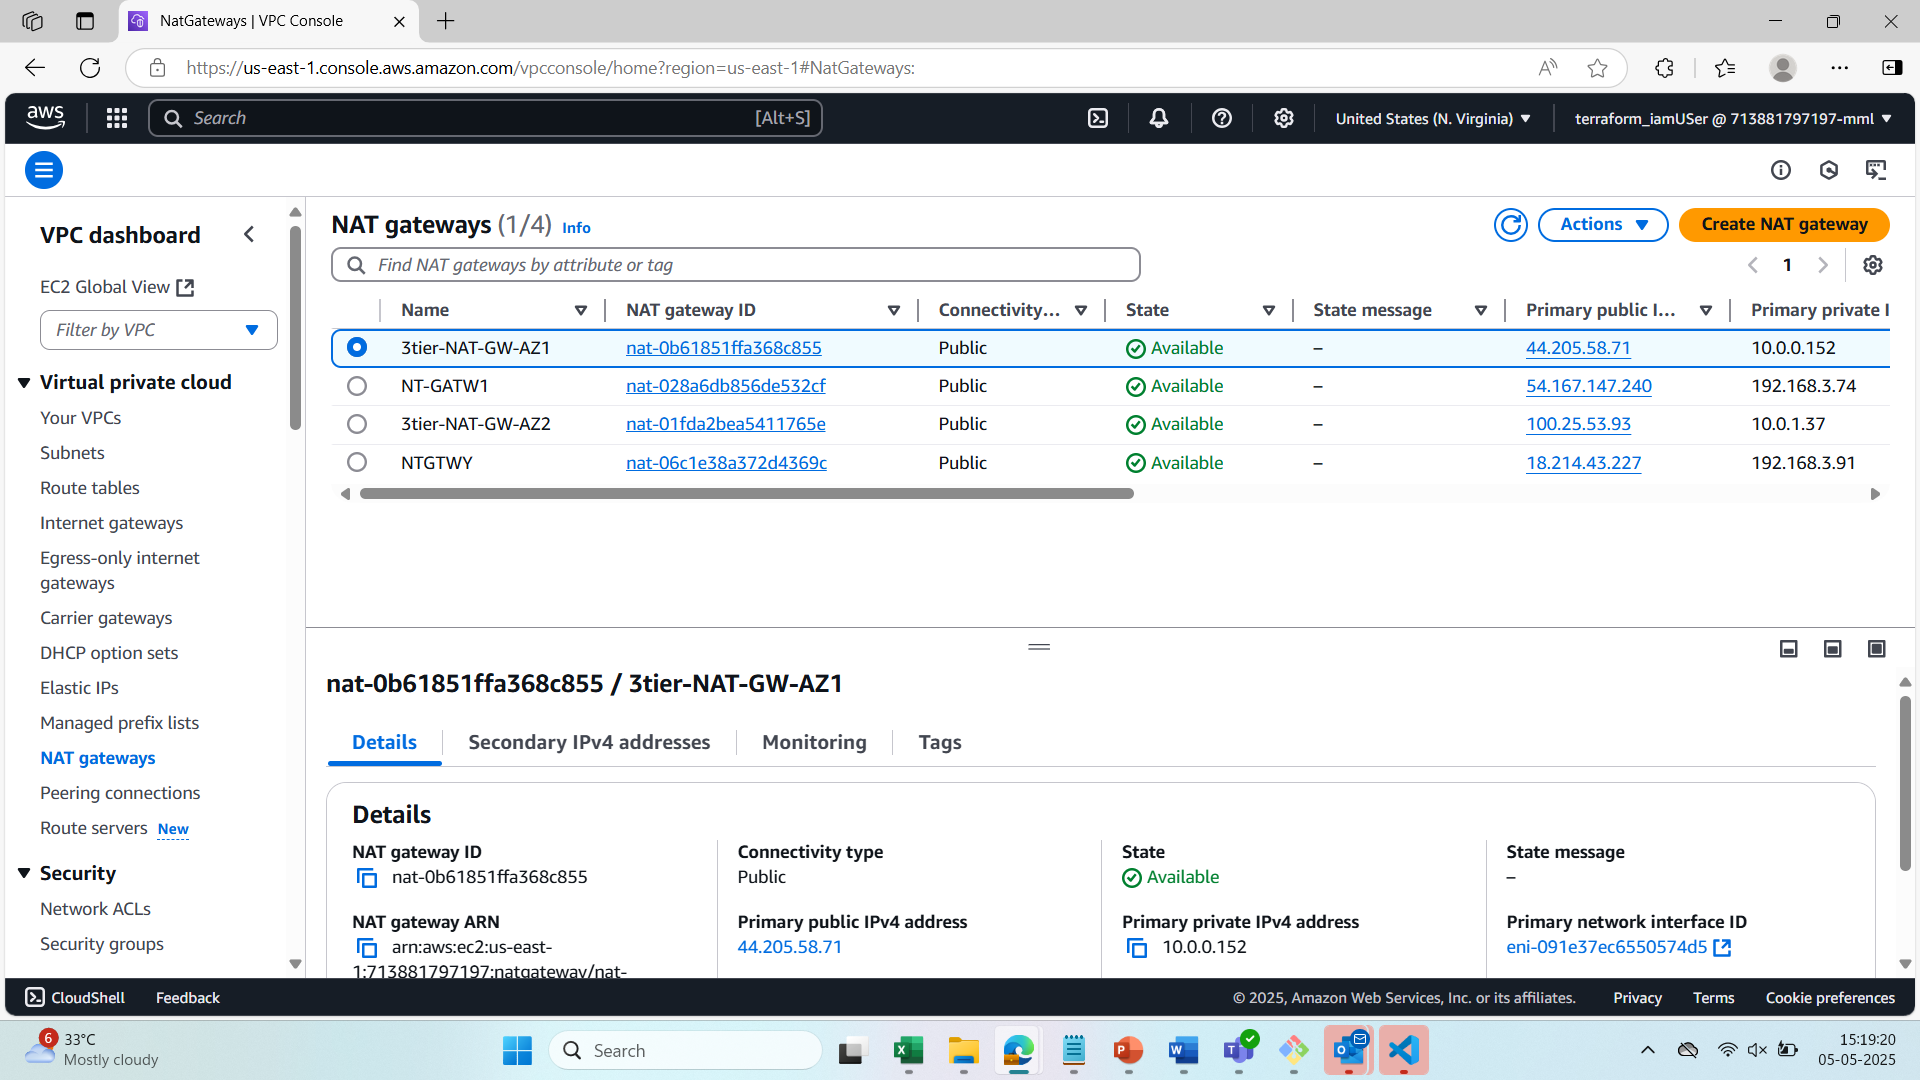 NatGateways | VPC Console
https://us-east-1.console.aws.amazon.com/vpcconsole/home?region=us-east-1#NatGateways:
aws
Search [Alt+S]
United States (N. Virginia)
terraform_iamUSer @ 713881797197-mml
VPC dashboard
EC2 Global View
Filter by VPC
Virtual private cloud
Your VPCs
Subnets
Route tables
Internet gateways
Egress-only internet
gateways
Carrier gateways
DHCP option sets
Elastic IPs
Managed prefix lists
NAT gateways
Peering connections
Route servers New
Security
Network ACLs
Security groups
NAT gateways (1/4) Info
Actions
Create NAT gateway
Find NAT gateways by attribute or tag
1
Name NAT gateway ID Connectivity... State State message Primary public I... Primary private I
3tier-NAT-GW-AZ1 nat-0b61851ffa368c855 Public Available – 44.205.58.71 10.0.0.152
NT-GATW1 nat-028a6db856de532cf Public Available – 54.167.147.240 192.168.3.74
3tier-NAT-GW-AZ2 nat-01fda2bea5411765e Public Available – 100.25.53.93 10.0.1.37
NTGTWY nat-06c1e38a372d4369c Public Available – 18.214.43.227 192.168.3.91
nat-0b61851ffa368c855 / 3tier-NAT-GW-AZ1
Details Secondary IPv4 addresses Monitoring Tags
Details
NAT gateway ID
nat-0b61851ffa368c855
Connectivity type
Public
State
Available
State message
–
NAT gateway ARN
arn:aws:ec2:us-east-
1:713881797197:natgateway/nat-
Primary public IPv4 address
44.205.58.71
Primary private IPv4 address
10.0.0.152
Primary network interface ID
eni-091e37ec6550574d5
CloudShell Feedback
© 2025, Amazon Web Services, Inc. or its affiliates. Privacy Terms Cookie preferences
6
33°C
Mostly cloudy
Search
15:19:20
05-05-2025